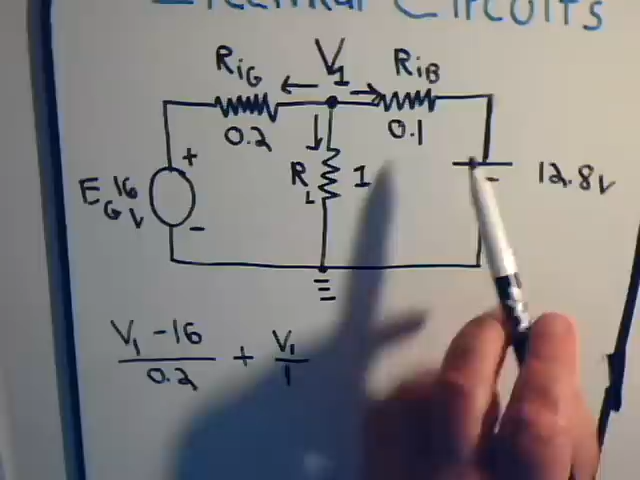 Electrical Circuits
V1
RiG
RiB
0.2
0.1
+
EG 16 V
-
RL 1
-
12.8V
V1 - 16
0.2
+
V1
1